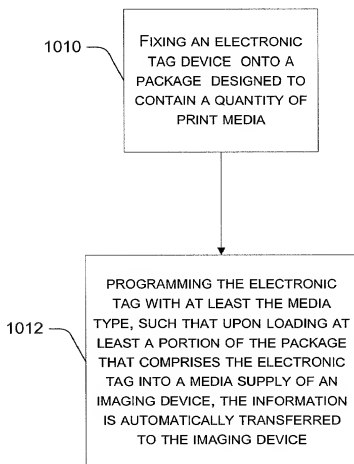 1010
FIXING AN ELECTRONIC
TAG DEVICE ONTO A
PACKAGE DESIGNED TO
CONTAIN A QUANTITY OF
PRINT MEDIA
1012
PROGRAMMING THE ELECTRONIC
TAG WITH AT LEAST THE MEDIA
TYPE, SUCH THAT UPON LOADING AT
LEAST A PORTION OF THE PACKAGE
THAT COMPRISES THE ELECTRONIC
TAG INTO A MEDIA SUPPLY OF AN
IMAGING DEVICE, THE INFORMATION
IS AUTOMATICALLY TRANSFERRED
TO THE IMAGING DEVICE